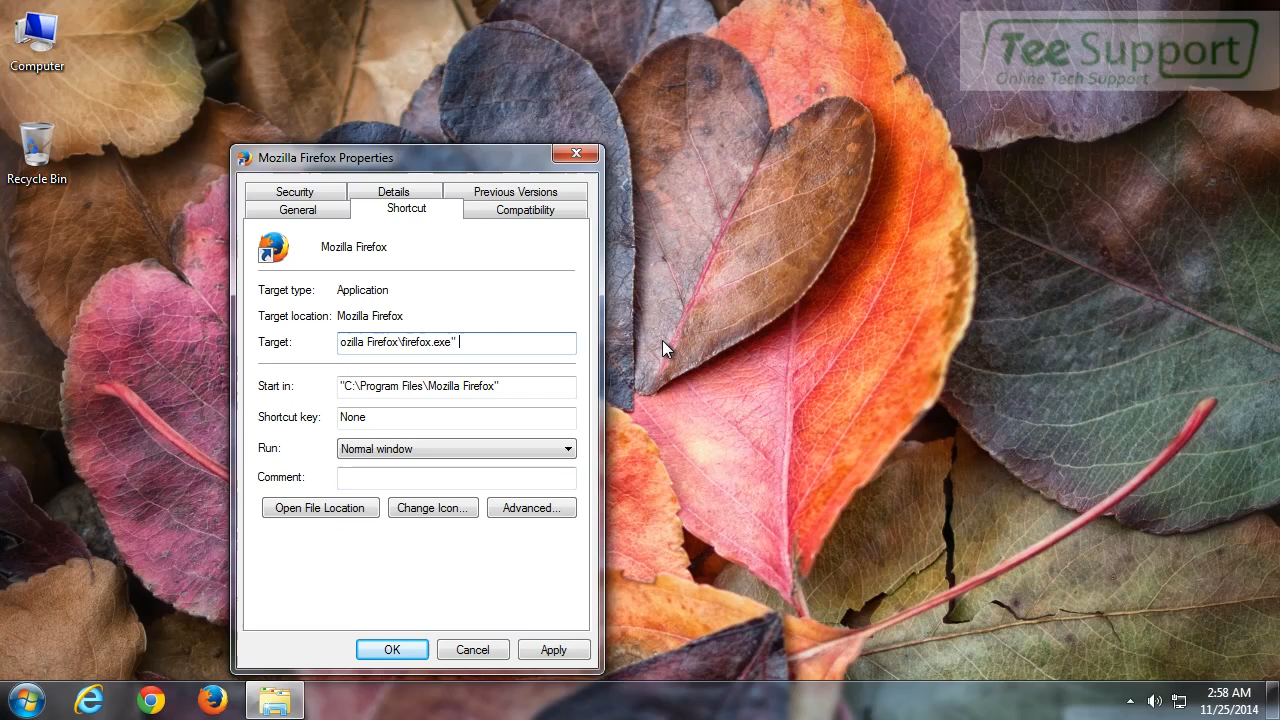 Computer
Recycle Bin
Tee Support
Online Tech Support
Mozilla Firefox Properties
Security Details Previous Versions
General Shortcut Compatibility
Mozilla Firefox
Target type: Application
Target location: Mozilla Firefox
Target: ozilla Firefox\firefox.exe"
Start in: "C:\Program Files\Mozilla Firefox"
Shortcut key: None
Run: Normal window
Comment:
Open File Location Change Icon... Advanced...
OK Cancel Apply
2:58 AM
11/25/2014